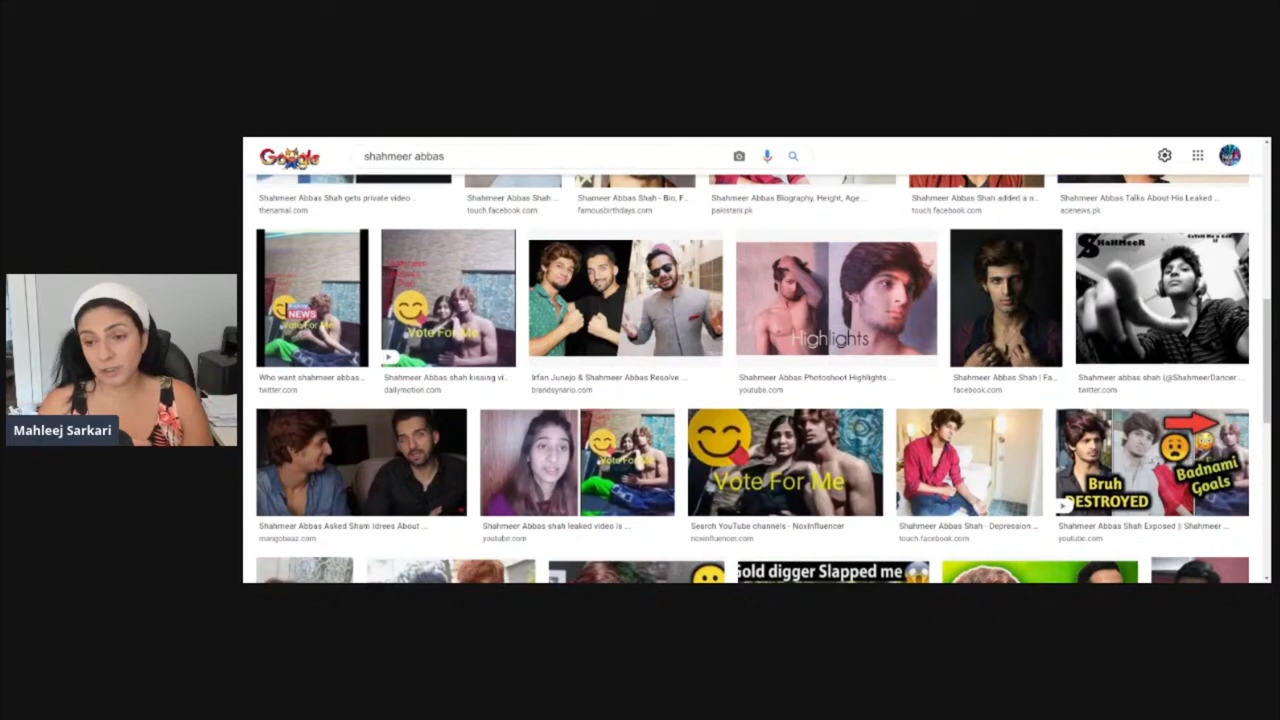 Google
shahmeer abbas
Shahmeer Abbas Shah gets private video ..
thenamal.com
Shahmeer Abbas Shah ...
touch.facebook.com
Shameer Abbas Shah - Bio, F...
famousbirthdays.com
Shahmeer Abbas Biography, Height, Age ...
pakistani.pk
Shahmeer Abbas Shah added a n...
touch.facebook.com
Shahmeer Abbas Talks About His Leaked ...
acenews.pk
NEWS
Vote For Me
Vote For Me
Highlights
SHaHMeeR
Who want shahmeer abbas...
twitter.com
Shahmeer Abbas shah kissing vi...
dailymotion.com
Irfan Junejo & Shahmeer Abbas Resolve ...
brandsynario.com
Shahmeer Abbas Photoshoot Highlights ...
youtube.com
Shahmeer Abbas Shah | Fa...
facebook.com
Shahmeer abbas shah (@ShahmeerDancer ...
twitter.com
Mahleej Sarkari
Vote For Me
Vote For Me
Bruh
DESTROYED
Badnami
Goals
Shahmeer Abbas Asked Sham Idrees About ...
mangobaaz.com
Shahmeer Abbas shah leaked video is ...
youtube.com
Search YouTube channels - NoxInfluencer
noxinfluencer.com
Shahmeer Abbas Shah - Depression ...
touch.facebook.com
Shahmeer Abbas Shah Exposed || Shahmeer ...
youtube.com
Gold digger Slapped me